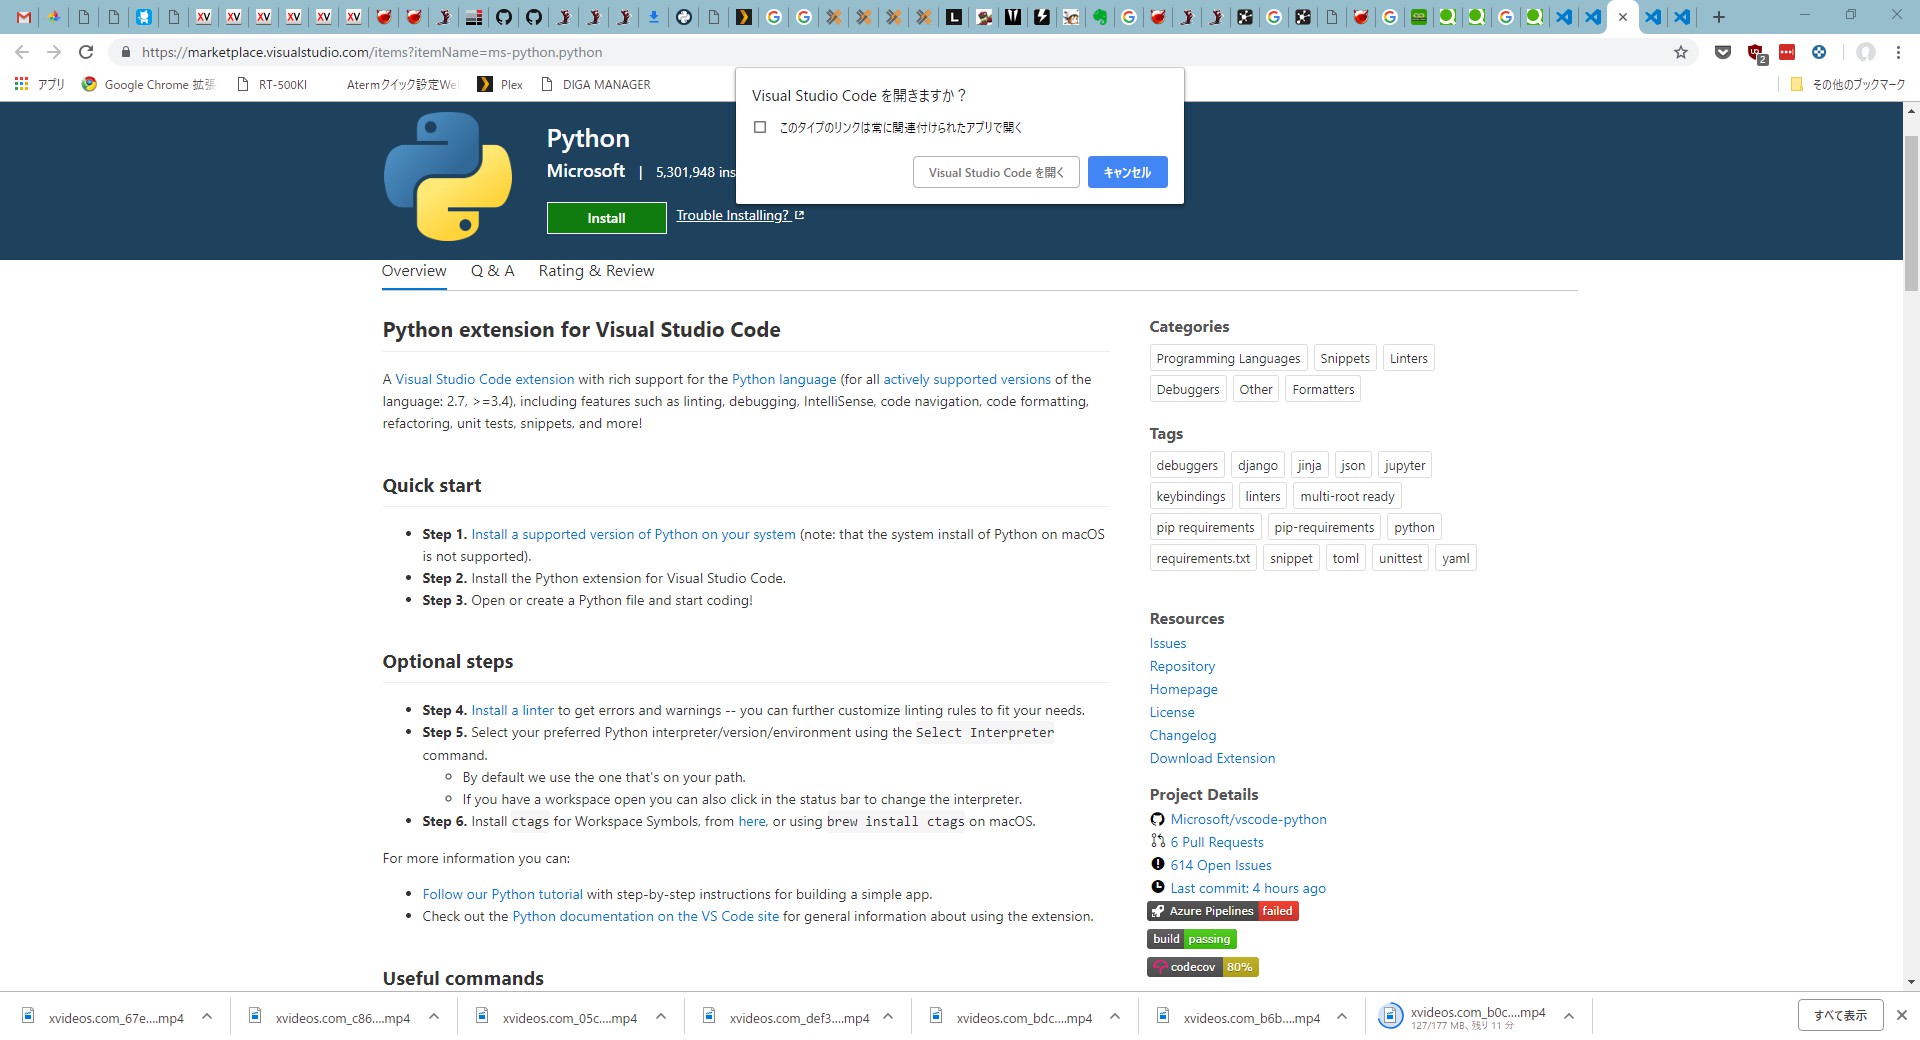 https://marketplace.visualstudio.com/items?itemName=ms-python.python
2
アプリ
Google Chrome 拡張
RT-500KI
Atermクイック設定We
Plex
DIGA MANAGER
その他のブックマーク
Visual Studio Code を開きますか？
このタイプのリンクは常に関連付けられたアプリで開く
Visual Studio Code を開く
キャンセル
Python
Microsoft | 5,301,948 ins
Install
Trouble Installing?
Overview
Q & A
Rating & Review
Python extension for Visual Studio Code
A Visual Studio Code extension with rich support for the Python language (for all actively supported versions of the
language: 2.7, >=3.4), including features such as linting, debugging, IntelliSense, code navigation, code formatting,
refactoring, unit tests, snippets, and more!
Quick start
Step 1. Install a supported version of Python on your system (note: that the system install of Python on macOS
is not supported).
Step 2. Install the Python extension for Visual Studio Code.
Step 3. Open or create a Python file and start coding!
Optional steps
Step 4. Install a linter to get errors and warnings -- you can further customize linting rules to fit your needs.
Step 5. Select your preferred Python interpreter/version/environment using the Select Interpreter
command.
By default we use the one that's on your path.
If you have a workspace open you can also click in the status bar to change the interpreter.
Step 6. Install ctags for Workspace Symbols, from here, or using brew install ctags on macOS.
For more information you can:
Follow our Python tutorial with step-by-step instructions for building a simple app.
Check out the Python documentation on the VS Code site for general information about using the extension.
Useful commands
Categories
Programming Languages
Snippets
Linters
Debuggers
Other
Formatters
Tags
debuggers
django
jinja
json
jupyter
keybindings
linters
multi-root ready
pip requirements
pip-requirements
python
requirements.txt
snippet
toml
unittest
yaml
Resources
Issues
Repository
Homepage
License
Changelog
Download Extension
Project Details
Microsoft/vscode-python
6 Pull Requests
614 Open Issues
Last commit: 4 hours ago
Azure Pipelines failed
build passing
codecov 80%
xvideos.com_67e....mp4
xvideos.com_c86....mp4
xvideos.com_05c....mp4
xvideos.com_def3....mp4
xvideos.com_bdc....mp4
xvideos.com_b6b....mp4
xvideos.com_b0c....mp4
127/177 MB、残り 11 分
すべて表示